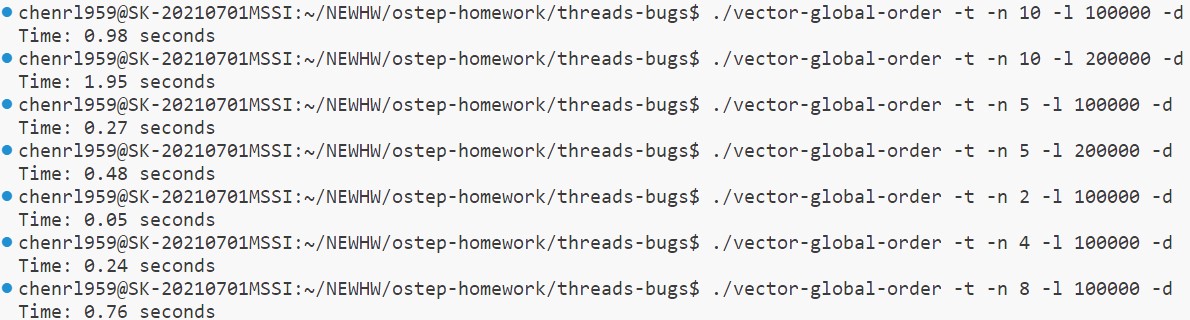 chenrl959@SK-20210701MSSI:~/NEWHW/ostep-homework/threads-bugs$ ./vector-global-order -t -n 10 -l 100000 -d
Time: 0.98 seconds
chenrl959@SK-20210701MSSI:~/NEWHW/ostep-homework/threads-bugs$ ./vector-global-order -t -n 10 -l 200000 -d
Time: 1.95 seconds
chenrl959@SK-20210701MSSI:~/NEWHW/ostep-homework/threads-bugs$ ./vector-global-order -t -n 5 -l 100000 -d
Time: 0.27 seconds
chenrl959@SK-20210701MSSI:~/NEWHW/ostep-homework/threads-bugs$ ./vector-global-order -t -n 5 -l 200000 -d
Time: 0.48 seconds
chenrl959@SK-20210701MSSI:~/NEWHW/ostep-homework/threads-bugs$ ./vector-global-order -t -n 2 -l 100000 -d
Time: 0.05 seconds
chenrl959@SK-20210701MSSI:~/NEWHW/ostep-homework/threads-bugs$ ./vector-global-order -t -n 4 -l 100000 -d
Time: 0.24 seconds
chenrl959@SK-20210701MSSI:~/NEWHW/ostep-homework/threads-bugs$ ./vector-global-order -t -n 8 -l 100000 -d
Time: 0.76 seconds